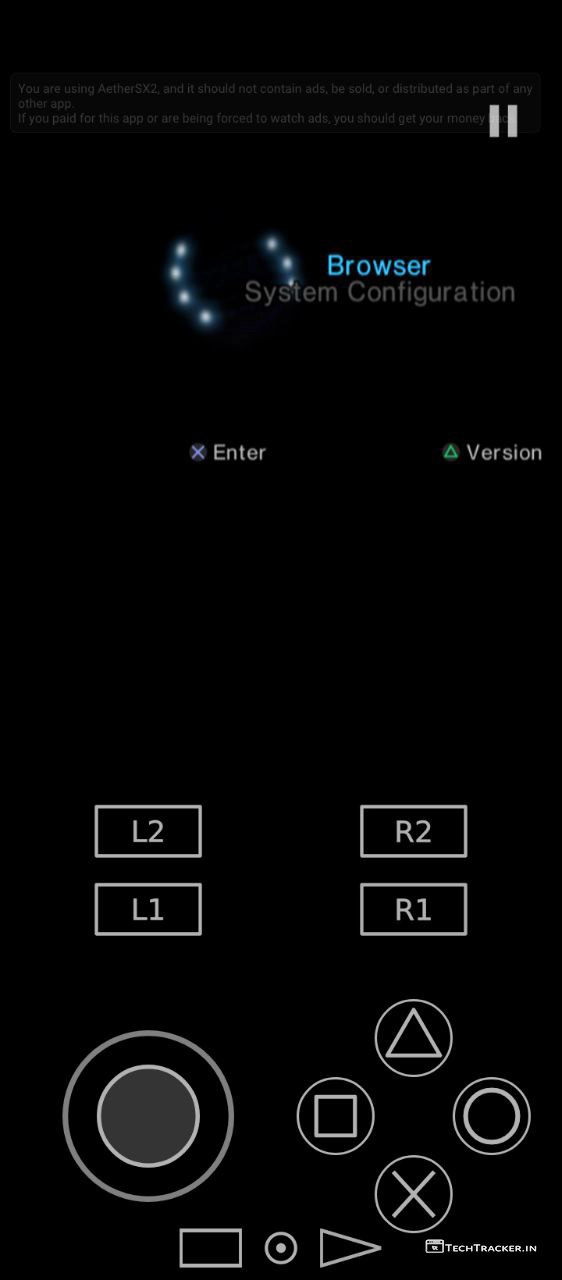 You are using AetherSX2, and it should not contain ads, be sold, or distributed as part of any
other app.
If you paid for this app or are being forced to watch ads, you should get your money
Browser
System Configuration
Enter
Version
L2
R2
L1
R1
TechTracker.in